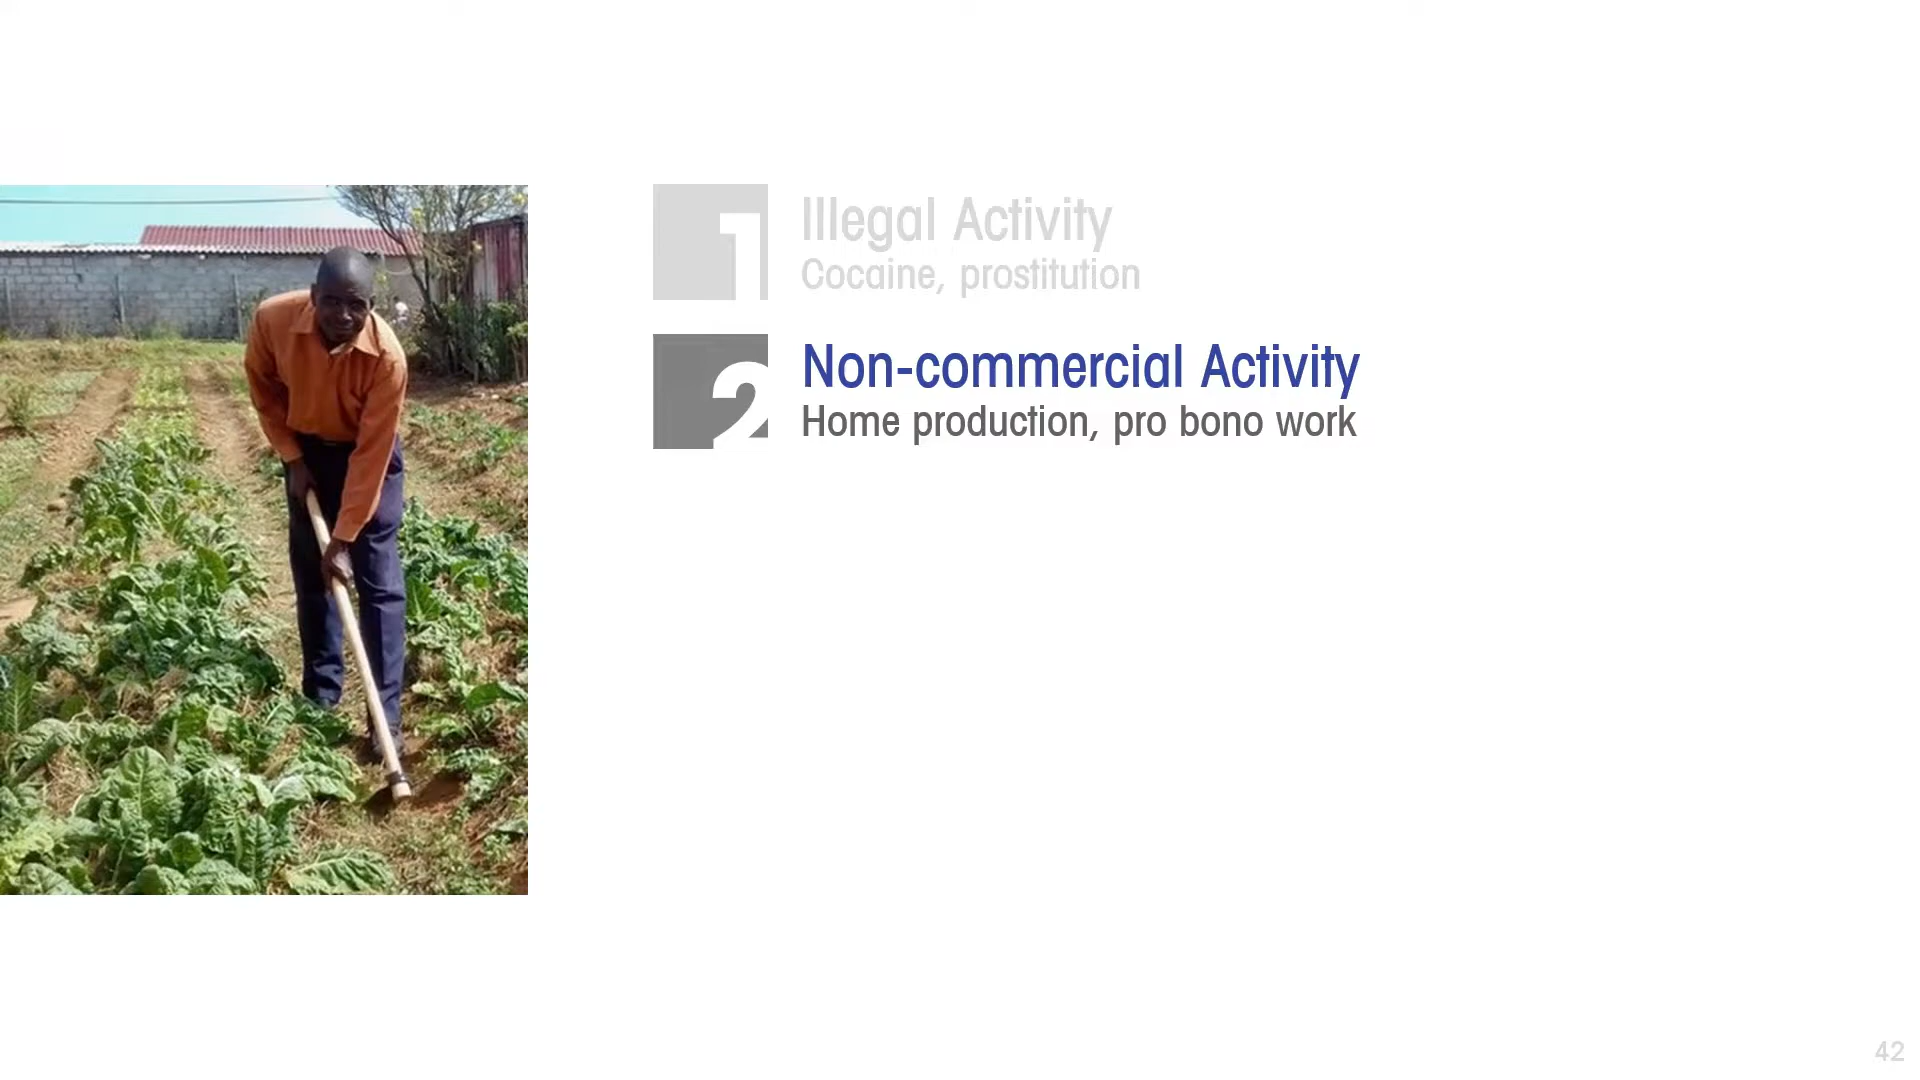 1
Illegal Activity
Cocaine, prostitution
2
Non-commercial Activity
Home production, pro bono work
42